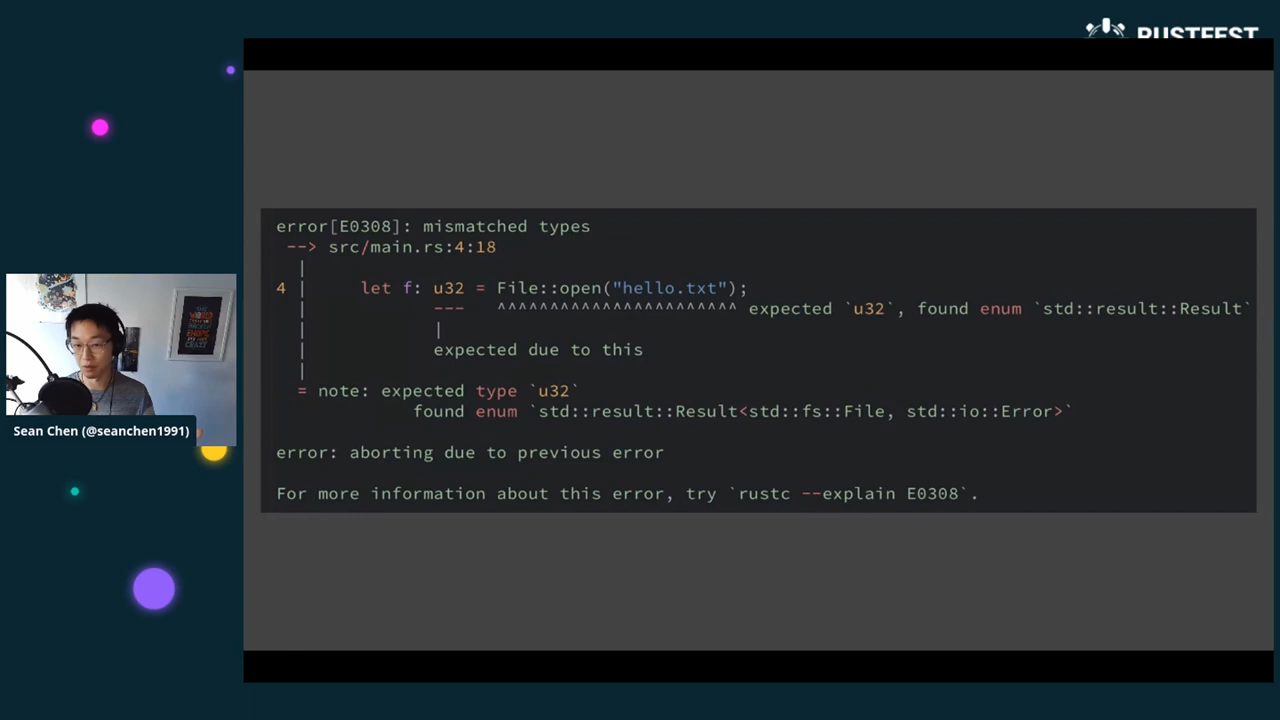 RUSTFEST
error[E0308]: mismatched types
 --> src/main.rs:4:18
  |
4 |     let f: u32 = File::open("hello.txt");
  |            ---   ^^^^^^^^^^^^^^^^^^^^^^^ expected `u32`, found enum `std::result::Result`
  |            |
  |            expected due to this
  |
  = note: expected type `u32`
             found enum `std::result::Result<std::fs::File, std::io::Error>`
error: aborting due to previous error
For more information about this error, try `rustc --explain E0308`.
Sean Chen (@seanchen1991)